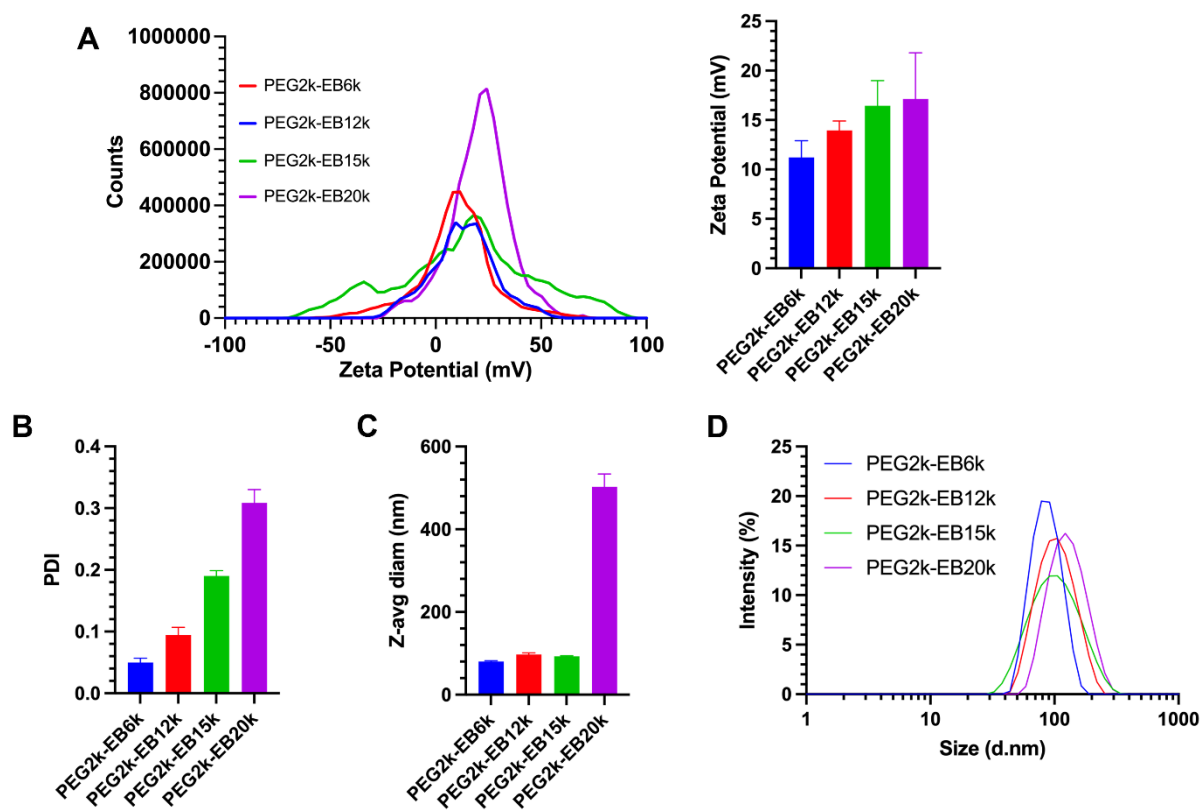 A
Counts
1000000
800000
600000
400000
200000
0
PEG2k-EB6k
PEG2k-EB12k
PEG2k-EB15k
PEG2k-EB20k
-100
-50
0
50
100
Zeta Potential (mV)
Zeta Potential (mV)
25
20
15
10
5
0
PEG2k-EB6k
PEG2k-EB12k
PEG2k-EB15k
PEG2k-EB20k
B
PDI
0.4
0.3
0.2
0.1
0.0
PEG2k-EB6k
PEG2k-EB12k
PEG2k-EB15k
PEG2k-EB20k
C
Z-avg diam (nm)
600
400
200
0
PEG2k-EB6k
PEG2k-EB12k
PEG2k-EB15k
PEG2k-EB20k
D
Intensity (%)
25
20
15
10
5
0
PEG2k-EB6k
PEG2k-EB12k
PEG2k-EB15k
PEG2k-EB20k
1
10
100
1000
Size (d.nm)